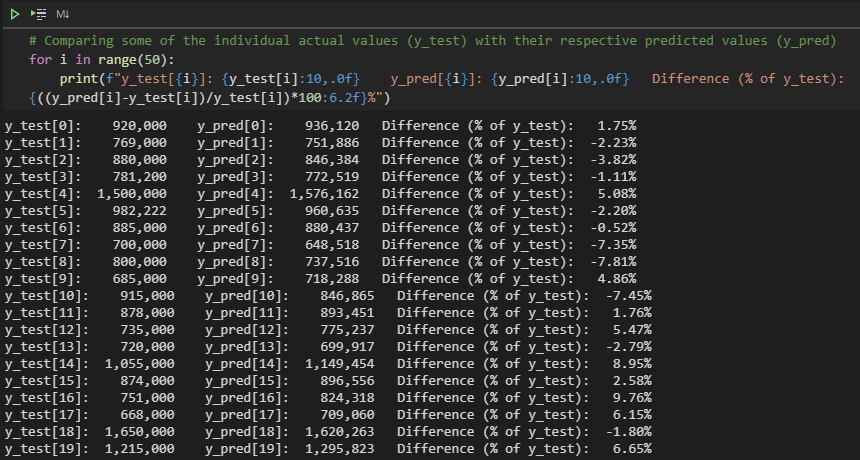 M↓
# Comparing some of the individual actual values (y_test) with their respective predicted values (y_pred)
for i in range(50):
    print(f"y_test[{i}]: {y_test[i]:10,.0f}    y_pred[{i}]: {y_pred[i]:10,.0f}   Difference (% of y_test):
{((y_pred[i]-y_test[i])/y_test[i])*100:6.2f}%")
y_test[0]:    920,000    y_pred[0]:    936,120   Difference (% of y_test):   1.75%
y_test[1]:    769,000    y_pred[1]:    751,886   Difference (% of y_test):  -2.23%
y_test[2]:    880,000    y_pred[2]:    846,384   Difference (% of y_test):  -3.82%
y_test[3]:    781,200    y_pred[3]:    772,519   Difference (% of y_test):  -1.11%
y_test[4]:  1,500,000    y_pred[4]:  1,576,162   Difference (% of y_test):   5.08%
y_test[5]:    982,222    y_pred[5]:    960,635   Difference (% of y_test):  -2.20%
y_test[6]:    885,000    y_pred[6]:    880,437   Difference (% of y_test):  -0.52%
y_test[7]:    700,000    y_pred[7]:    648,518   Difference (% of y_test):  -7.35%
y_test[8]:    800,000    y_pred[8]:    737,516   Difference (% of y_test):  -7.81%
y_test[9]:    685,000    y_pred[9]:    718,288   Difference (% of y_test):   4.86%
y_test[10]:    915,000    y_pred[10]:    846,865   Difference (% of y_test):  -7.45%
y_test[11]:    878,000    y_pred[11]:    893,451   Difference (% of y_test):   1.76%
y_test[12]:    735,000    y_pred[12]:    775,237   Difference (% of y_test):   5.47%
y_test[13]:    720,000    y_pred[13]:    699,917   Difference (% of y_test):  -2.79%
y_test[14]:  1,055,000    y_pred[14]:  1,149,454   Difference (% of y_test):   8.95%
y_test[15]:    874,000    y_pred[15]:    896,556   Difference (% of y_test):   2.58%
y_test[16]:    751,000    y_pred[16]:    824,318   Difference (% of y_test):   9.76%
y_test[17]:    668,000    y_pred[17]:    709,060   Difference (% of y_test):   6.15%
y_test[18]:  1,650,000    y_pred[18]:  1,620,263   Difference (% of y_test):  -1.80%
y_test[19]:  1,215,000    y_pred[19]:  1,295,823   Difference (% of y_test):   6.65%